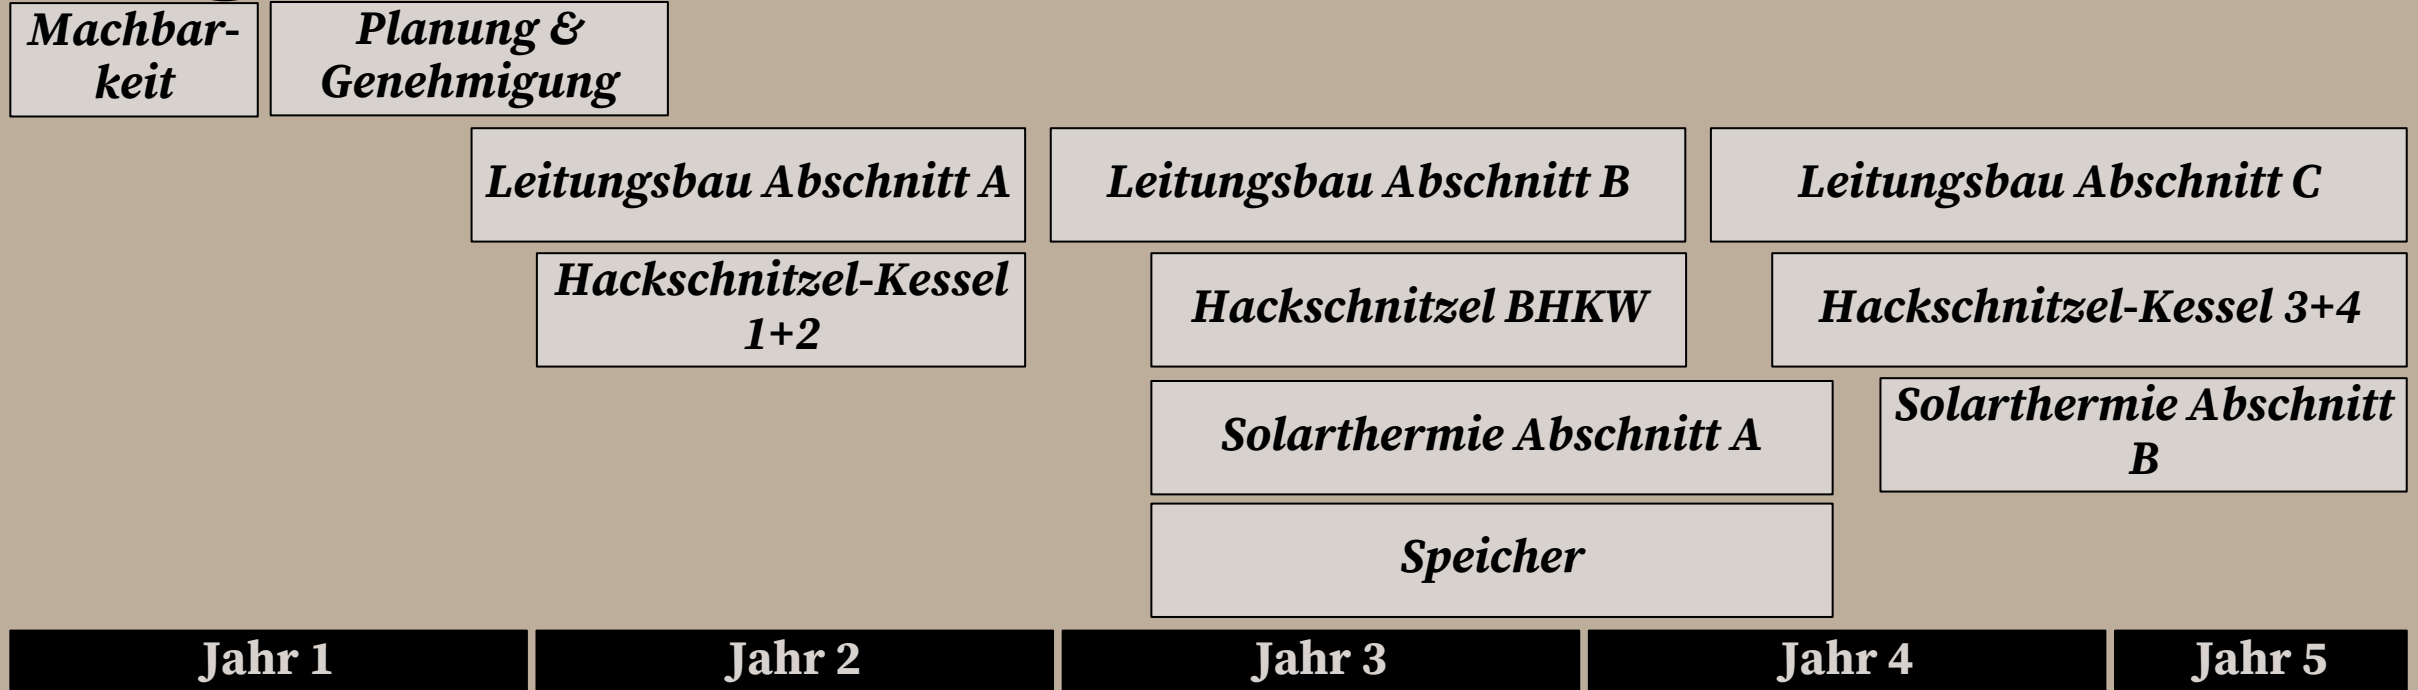 Machbar-
keit
Planung &
Genehmigung
Leitungsbau Abschnitt A
Leitungsbau Abschnitt B
Leitungsbau Abschnitt C
Hackschnitzel-Kessel
1+2
Hackschnitzel BHKW
Hackschnitzel-Kessel 3+4
Solarthermie Abschnitt A
Solarthermie Abschnitt
B
Speicher
Jahr 1
Jahr 2
Jahr 3
Jahr 4
Jahr 5